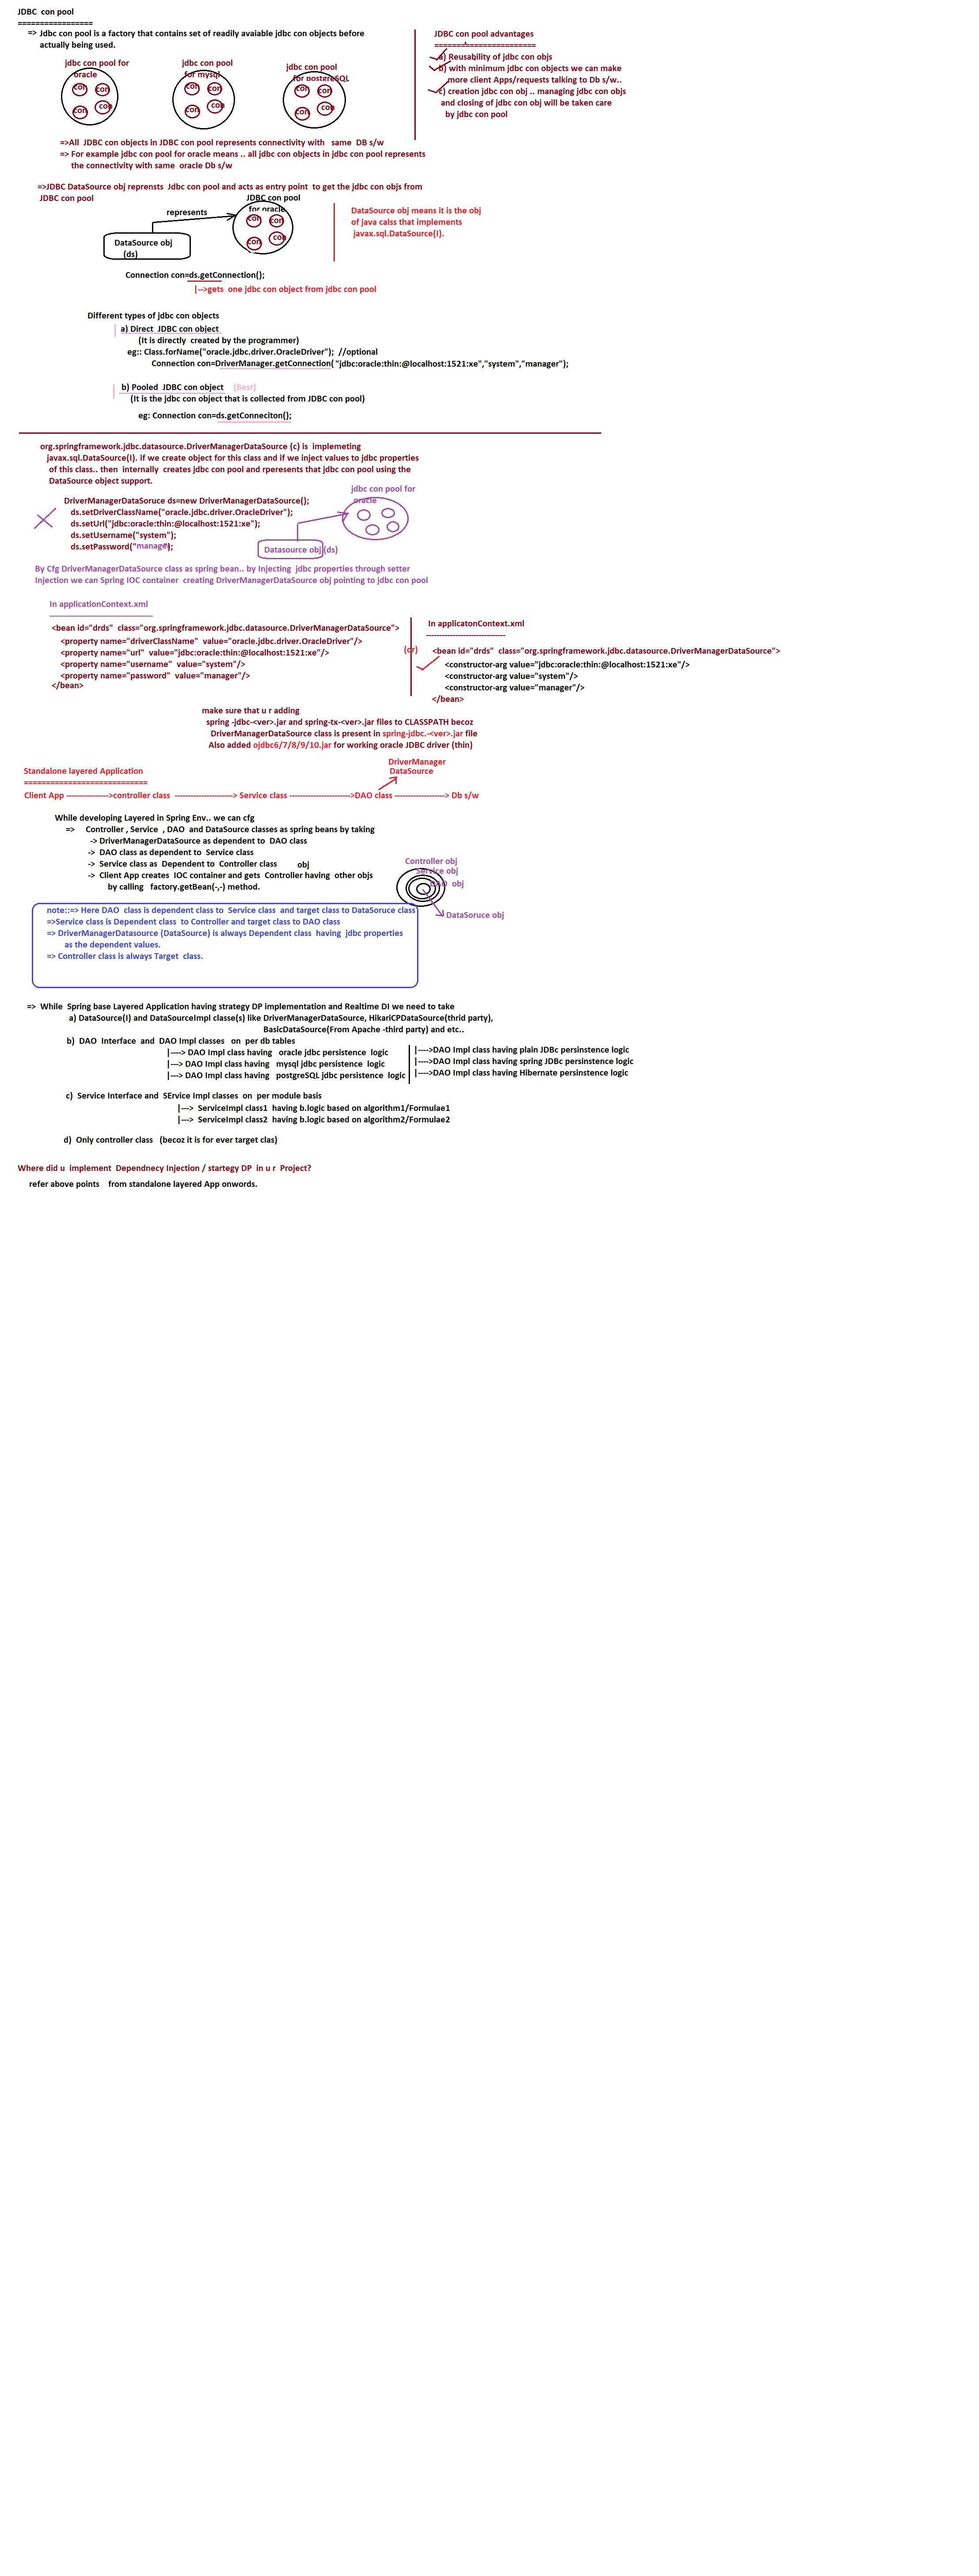 JDBC  con pool
=================
=> Jdbc con pool is a factory that contains set of readily avaiable jdbc con objects before
actually being used.
jdbc con pool for
oracle
con con
con con
jdbc con pool
for mysql
con con
con con
jdbc con pool
for postgreSQL
con con
con con
JDBC con pool advantages
=======================
a) Reusability of jdbc con objs
b) with minimum jdbc con objects we can make
more client Apps/requests talking to Db s/w..
c) creation jdbc con obj .. managing jdbc con objs
and closing of jdbc con obj will be taken care
by jdbc con pool
=>All  JDBC con objects in JDBC con pool represents connectivity with   same  DB s/w
=> For example jdbc con pool for oracle means .. all jdbc con objects in jdbc con pool represents
the connectivity with same  oracle Db s/w
=>JDBC DataSource obj reprensts  Jdbc con pool and acts as entry point  to get the jdbc con objs from
JDBC con pool
JDBC con pool
for oracle
represents
con con
con con
DataSource obj
(ds)
DataSource obj means it is the obj
of java calss that implements
javax.sql.DataSource(I).
Connection con=ds.getConnection();
|-->gets  one jdbc con object from jdbc con pool
Different types of jdbc con objects
a) Direct  JDBC con object
(It is directly  created by the programmer)
eg:: Class.forName("oracle.jdbc.driver.OracleDriver");  //optional
Connection con=DriverManager.getConnection( "jdbc:oracle:thin:@localhost:1521:xe","system","manager");
b) Pooled  JDBC con object    (Best)
(It is the jdbc con object that is collected from JDBC con pool)
eg: Connection con=ds.getConneciton();
org.springframework.jdbc.datasource.DriverManagerDataSource (c) is  implemeting
javax.sql.DataSource(I). if we create object for this class and if we inject values to jdbc properties
of this class.. then  internally  creates jdbc con pool and rperesents that jdbc con pool using the
DataSource object support.
DriverManagerDataSoruce ds=new DriverManagerDataSource();
ds.setDriverClassName("oracle.jdbc.driver.OracleDriver");
ds.setUrl("jdbc:oracle:thin:@localhost:1521:xe");
ds.setUsername("system");
ds.setPassword("manager");
jdbc con pool for
oracle
Datasource obj(ds)
By Cfg DriverManagerDataSource class as spring bean.. by Injecting  jdbc properties through setter
Injection we can Spring IOC container  creating DriverManagerDataSource obj pointing to jdbc con pool
In applicationContext.xml
-----------------------------------
<bean id="drds"  class="org.springframework.jdbc.datasource.DriverManagerDataSource">
<property name="driverClassName"  value="oracle.jdbc.driver.OracleDriver"/>
<property name="url"  value="jdbc:oracle:thin:@localhost:1521:xe"/>
<property name="username"  value="system"/>
<property name="password"  value="manager"/>
</bean>
(or)
In applicatonContext.xml
------------------------------
<bean id="drds"  class="org.springframework.jdbc.datasource.DriverManagerDataSource">
<constructor-arg value="jdbc:oracle:thin:@localhost:1521:xe"/>
<constructor-arg value="system"/>
<constructor-arg value="manager"/>
</bean>
make sure that u r adding
spring -jdbc-<ver>.jar and spring-tx-<ver>.jar files to CLASSPATH becoz
DriverManagerDataSource class is present in spring-jdbc.-<ver>.jar file
Also added ojdbc6/7/8/9/10.jar for working oracle JDBC driver (thin)
Standalone layered Application
============================
DriverManager
DataSource
Client App ---------------->controller class  ----------------------> Service class ----------------------->DAO class -------------------> Db s/w
While developing Layered in Spring Env.. we can cfg
=>     Controller , Service  , DAO  and DataSource classes as spring beans by taking
-> DriverManagerDataSource as dependent to  DAO class
->  DAO class as dependent to  Service class
->  Service class as  Dependent to  Controller class         obj
->  Client App creates  IOC container and gets  Controller having  other objs
by calling   factory.getBean(-,-) method.
Controller obj
Service obj
DAO  obj
DataSoruce obj
note::=> Here DAO  class is dependent class to  Service class  and target class to DataSoruce class
=>Service class is Dependent class  to Controller and target class to DAO class
=> DriverManagerDatasource (DataSource) is always Dependent class  having  jdbc properties
as the dependent values.
=> Controller class is always Target  class.
=>  While  Spring base Layered Application having strategy DP implementation and Realtime DI we need to take
a) DataSource(I) and DataSourceImpl classe(s) like DriverManagerDataSource, HikariCPDataSource(thrid party),
BasicDataSource(From Apache -third party) and etc..
b)  DAO  Interface  and  DAO Impl classes   on  per db tables
|----> DAO Impl class having   oracle jdbc persistence  logic
|---> DAO Impl class having   mysql jdbc persistence  logic
|---> DAO Impl class having   postgreSQL jdbc persistence  logic
|---->DAO Impl class having plain JDBc persinstence logic
|---->DAO Impl class having spring JDBc persinstence logic
|---->DAO Impl class having Hibernate persinstence logic
c)  Service Interface and  SErvice Impl classes  on  per module basis
|--->  ServiceImpl class1  having b.logic based on algorithm1/Formulae1
|--->  ServiceImpl class2  having b.logic based on algorithm2/Formulae2
d)  Only controller class   (becoz it is for ever target clas)
Where did u  implement  Dependnecy Injection / startegy DP  in u r  Project?
refer above points    from standalone layered App onwords.